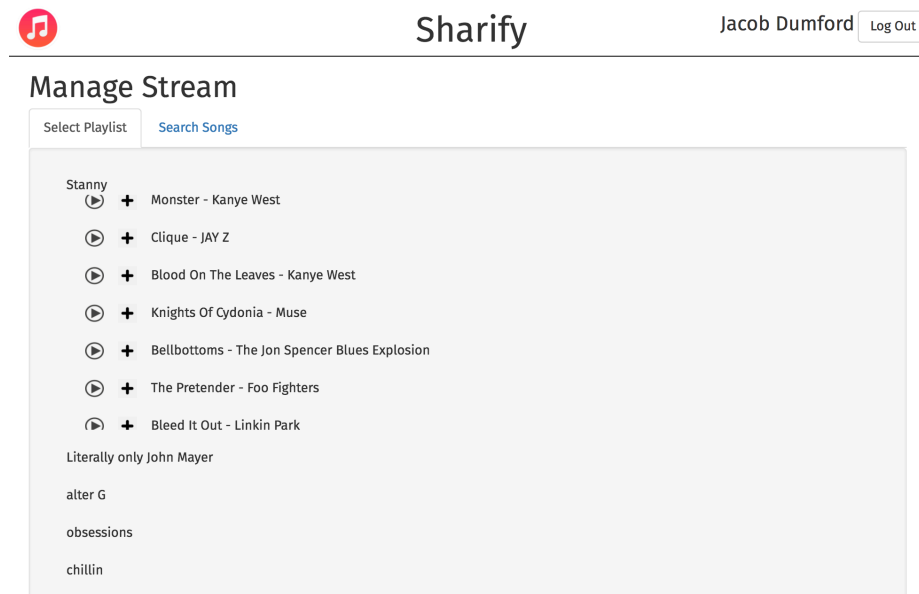 Sharify
Jacob Dumford Log Out
Manage Stream
Select Playlist Search Songs
Stanny
Monster - Kanye West
Clique - JAY Z
Blood On The Leaves - Kanye West
Knights Of Cydonia - Muse
Bellbottoms - The Jon Spencer Blues Explosion
The Pretender - Foo Fighters
Bleed It Out - Linkin Park
Literally only John Mayer
alter G
obsessions
chillin